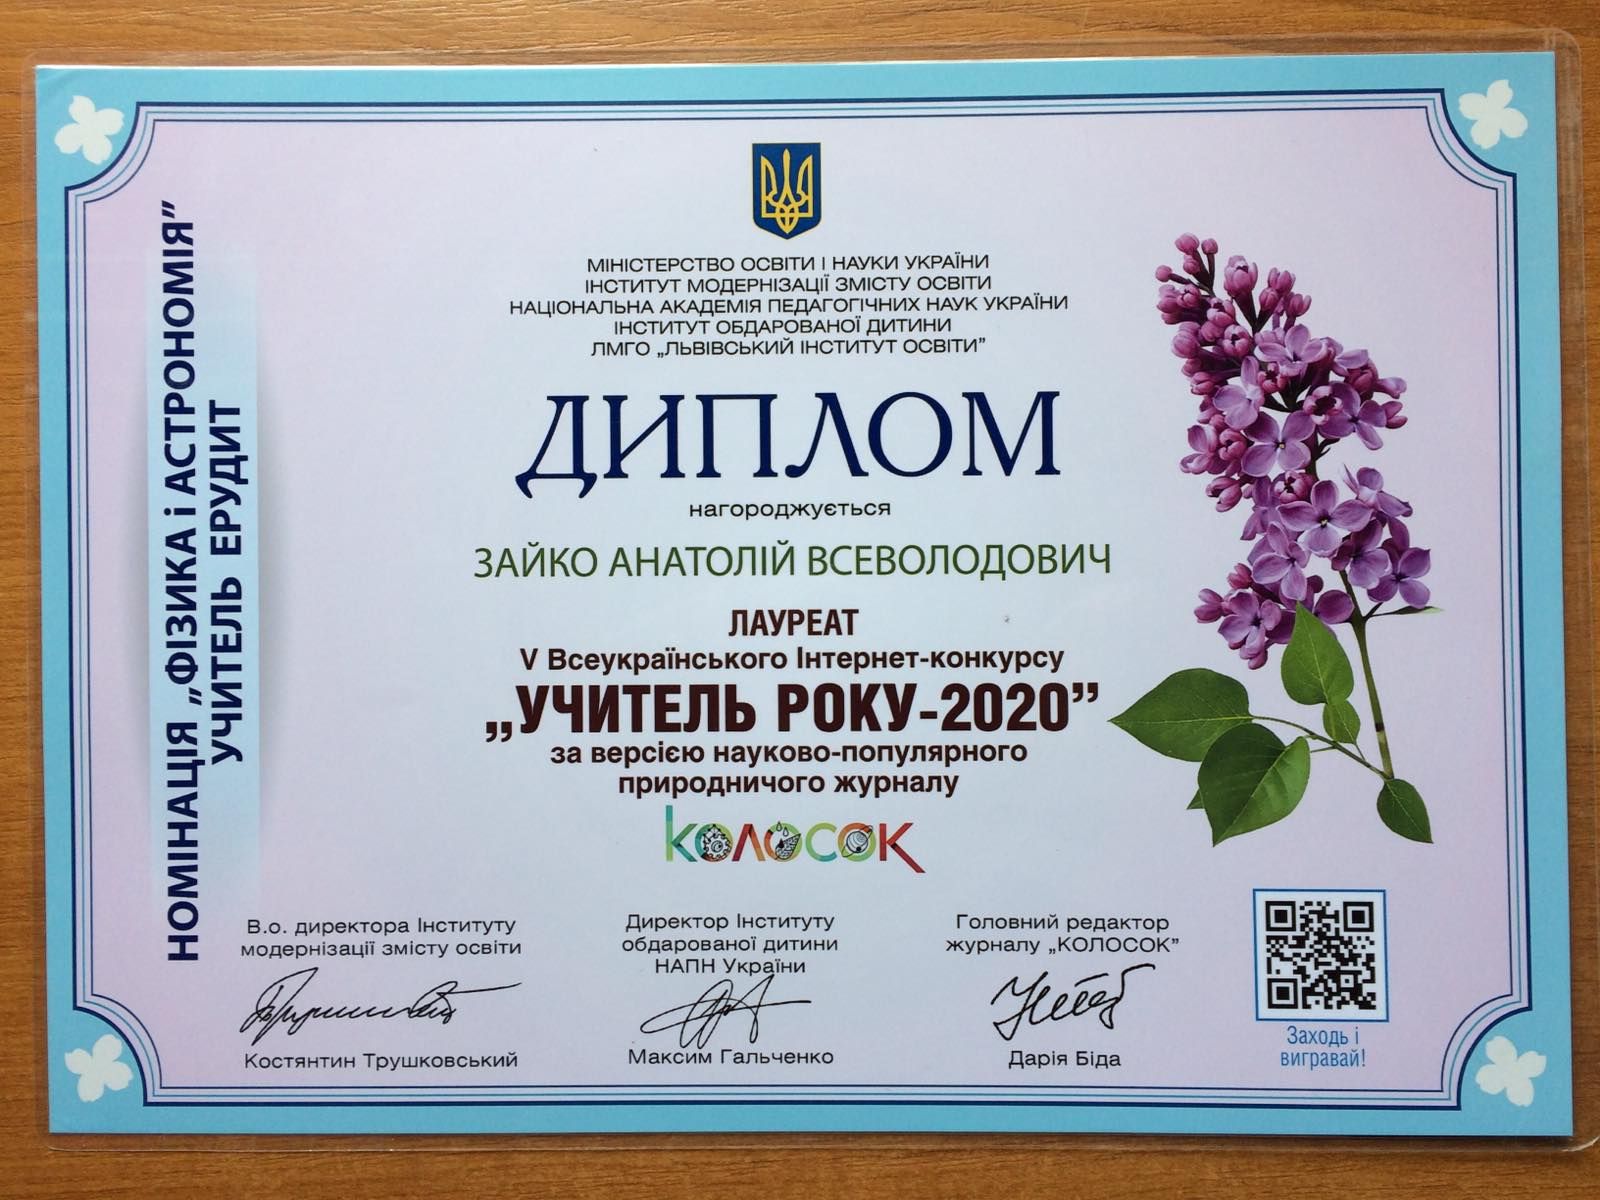 НОМІНАЦІЯ „ФІЗИКА і АСТРОНОМІЯ”
УЧИТЕЛЬ ЕРУДИТ
МІНІСТЕРСТВО ОСВІТИ І НАУКИ УКРАЇНИ
ІНСТИТУТ МОДЕРНІЗАЦІЇ ЗМІСТУ ОСВІТИ
НАЦІОНАЛЬНА АКАДЕМІЯ ПЕДАГОГІЧНИХ НАУК УКРАЇНИ
ІНСТИТУТ ОБДАРОВАНОЇ ДИТИНИ
ЛМГО „ЛЬВІВСЬКИЙ ІНСТИТУТ ОСВІТИ”
ДИПЛОМ
нагороджується
ЗАЙКО АНАТОЛІЙ ВСЕВОЛОДОВИЧ
ЛАУРЕАТ
V Всеукраїнського Інтернет-конкурсу
„УЧИТЕЛЬ РОКУ-2020”
за версією науково-популярного
природничого журналу
КОЛОСОК
В.о. директора Інституту
модернізації змісту освіти
Костянтин Трушковський
Директор Інституту
обдарованої дитини
НАПН України
Максим Гальченко
Головний редактор
журналу „КОЛОСОК”
Дарія Біда
Заходь і
вигравай!